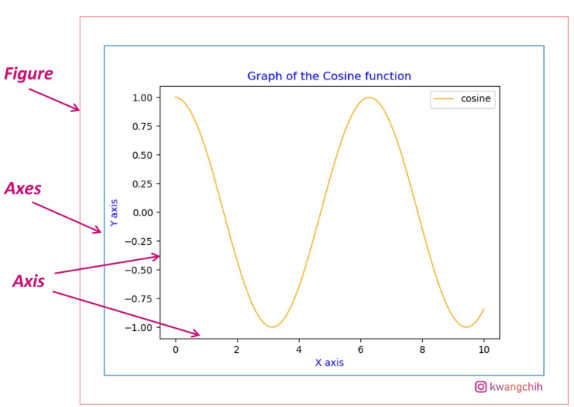 Figure
Axes
Axis
Graph of the Cosine function
cosine
1.00
0.75
0.50
0.25
0.00
−0.25
−0.50
−0.75
−1.00
Y axis
0 2 4 6 8 10
X axis
kwangchih